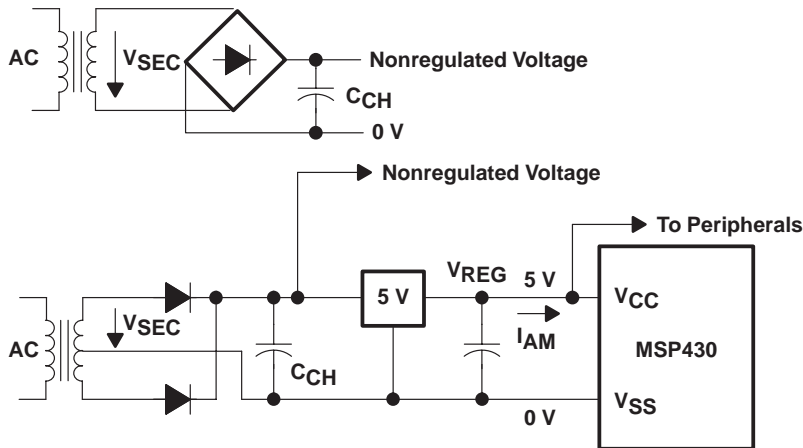 AC
VSEC
Nonregulated Voltage
CCH
0 V
Nonregulated Voltage
To Peripherals
AC
VSEC
CCH
5 V
VREG
5 V
IAM
0 V
VCC
MSP430
VSS